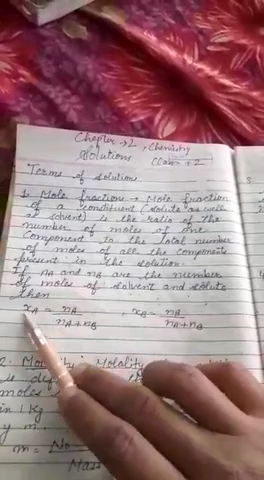 Chapter → 2, Chemistry
Solutions Class = +2
Terms of solution
1. Mole fraction → Mole fraction
of a constituent (solute as well
as solvent) is the ratio of the
number of moles of one
component to the total number
of moles of all the components
present in the solution.
If nA and nB are the number
of moles of solvent and solute
then
xA = nA / nA + nB , xB = nB / nA + nB
2. Molality
is
moles
in 1 Kg
y m.
m = No
Mass